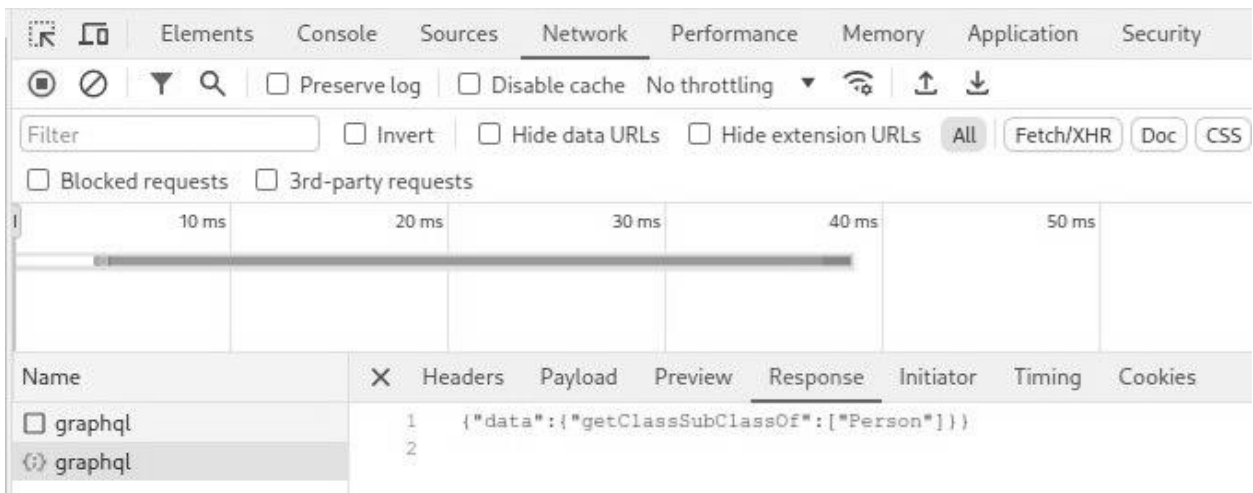 Elements Console Sources Network Performance Memory Application Security
Preserve log Disable cache No throttling
Filter Invert Hide data URLs Hide extension URLs All Fetch/XHR Doc CSS
Blocked requests 3rd-party requests
10 ms 20 ms 30 ms 40 ms 50 ms
Name Headers Payload Preview Response Initiator Timing Cookies
graphql 1 {"data":{"getClassSubClassOf":["Person"]}}
graphql 2